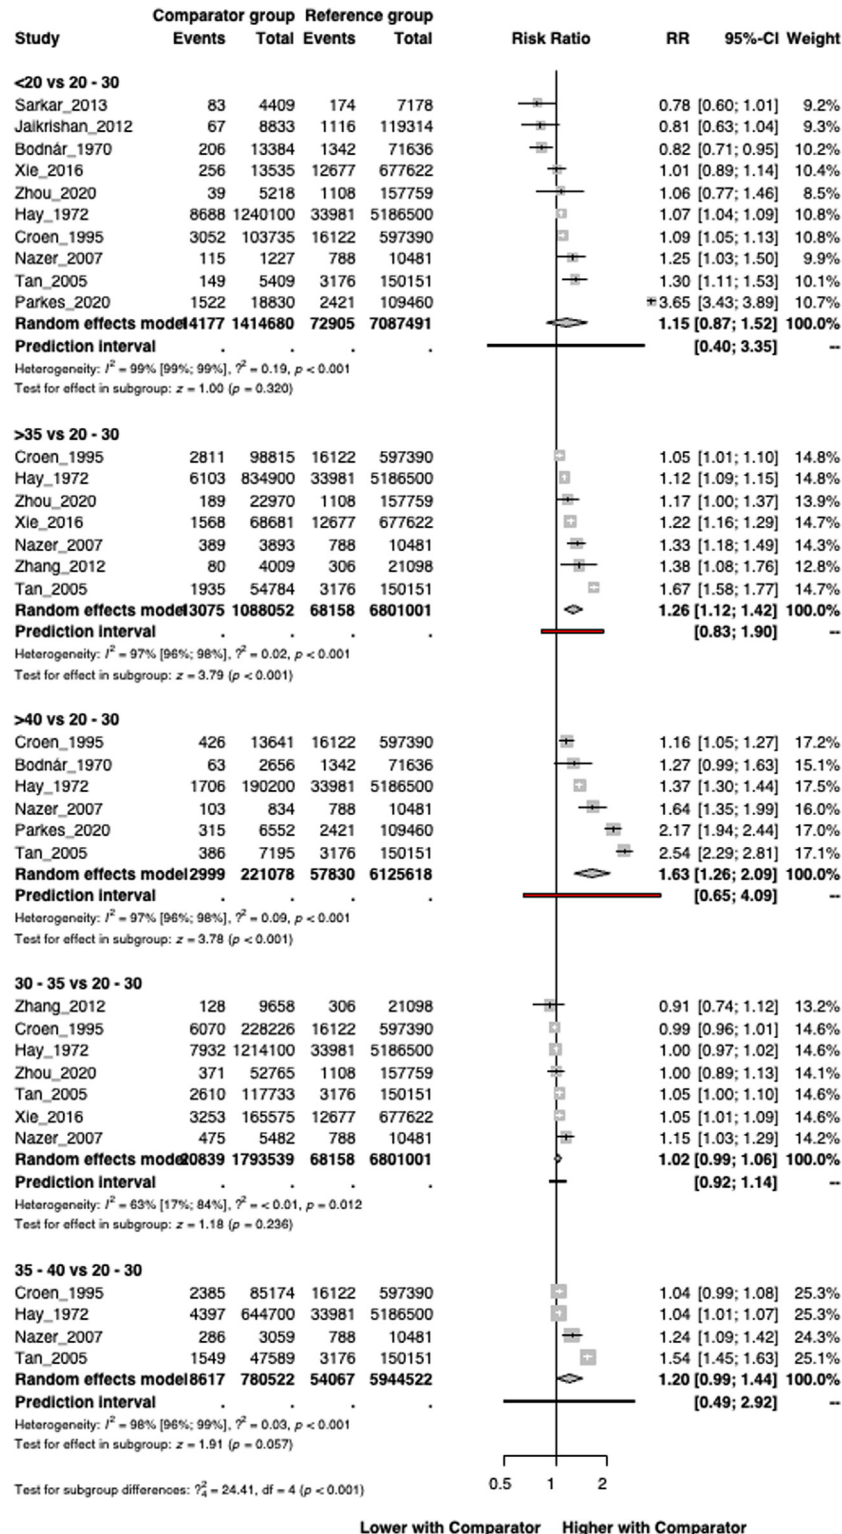 Comparator group Reference group
Study Events Total Events Total Risk Ratio RR 95%-CI Weight
<20 vs 20 - 30
Sarkar_2013 83 4409 174 7178 0.78 [0.60; 1.01] 9.2%
Jaikrishan_2012 67 8833 1116 119314 0.81 [0.63; 1.04] 9.3%
Bodnár_1970 206 13384 1342 71636 0.82 [0.71; 0.95] 10.2%
Xie_2016 256 13535 12677 677622 1.01 [0.89; 1.14] 10.4%
Zhou_2020 39 5218 1108 157759 1.06 [0.77; 1.46] 8.5%
Hay_1972 8688 1240100 33981 5186500 1.07 [1.04; 1.09] 10.8%
Croen_1995 3052 103735 16122 597390 1.09 [1.05; 1.13] 10.8%
Nazer_2007 115 1227 788 10481 1.25 [1.03; 1.50] 9.9%
Tan_2005 149 5409 3176 150151 1.30 [1.11; 1.53] 10.1%
Parkes_2020 1522 18830 2421 109460 3.65 [3.43; 3.89] 10.7%
Random effects model 14177 1414680 72905 7087491 1.15 [0.87; 1.52] 100.0%
Prediction interval . . . . [0.40; 3.35] --
Heterogeneity: I² = 99% [99%; 99%], ?² = 0.19, p < 0.001
Test for effect in subgroup: z = 1.00 (p = 0.320)
>35 vs 20 - 30
Croen_1995 2811 98815 16122 597390 1.05 [1.01; 1.10] 14.8%
Hay_1972 6103 834900 33981 5186500 1.12 [1.09; 1.15] 14.8%
Zhou_2020 189 22970 1108 157759 1.17 [1.00; 1.37] 13.9%
Xie_2016 1568 68681 12677 677622 1.22 [1.16; 1.29] 14.7%
Nazer_2007 389 3893 788 10481 1.33 [1.18; 1.49] 14.3%
Zhang_2012 80 4009 306 21098 1.38 [1.08; 1.76] 12.8%
Tan_2005 1935 54784 3176 150151 1.67 [1.58; 1.77] 14.7%
Random effects model 13075 1088052 68158 6801001 1.26 [1.12; 1.42] 100.0%
Prediction interval . . . . [0.83; 1.90] --
Heterogeneity: I² = 97% [96%; 98%], ?² = 0.02, p < 0.001
Test for effect in subgroup: z = 3.79 (p < 0.001)
>40 vs 20 - 30
Croen_1995 426 13641 16122 597390 1.16 [1.05; 1.27] 17.2%
Bodnár_1970 63 2656 1342 71636 1.27 [0.99; 1.63] 15.1%
Hay_1972 1706 190200 33981 5186500 1.37 [1.30; 1.44] 17.5%
Nazer_2007 103 834 788 10481 1.64 [1.35; 1.99] 16.0%
Parkes_2020 315 6552 2421 109460 2.17 [1.94; 2.44] 17.0%
Tan_2005 386 7195 3176 150151 2.54 [2.29; 2.81] 17.1%
Random effects model 2999 221078 57830 6125618 1.63 [1.26; 2.09] 100.0%
Prediction interval . . . . [0.65; 4.09] --
Heterogeneity: I² = 97% [96%; 98%], ?² = 0.09, p < 0.001
Test for effect in subgroup: z = 3.78 (p < 0.001)
30 - 35 vs 20 - 30
Zhang_2012 128 9658 306 21098 0.91 [0.74; 1.12] 13.2%
Croen_1995 6070 228226 16122 597390 0.99 [0.96; 1.01] 14.6%
Hay_1972 7932 1214100 33981 5186500 1.00 [0.97; 1.02] 14.6%
Zhou_2020 371 52765 1108 157759 1.00 [0.89; 1.13] 14.1%
Tan_2005 2610 117733 3176 150151 1.05 [1.00; 1.10] 14.6%
Xie_2016 3253 165575 12677 677622 1.05 [1.01; 1.09] 14.6%
Nazer_2007 475 5482 788 10481 1.15 [1.03; 1.29] 14.2%
Random effects model 20839 1793539 68158 6801001 1.02 [0.99; 1.06] 100.0%
Prediction interval . . . . [0.92; 1.14] --
Heterogeneity: I² = 63% [17%; 84%], ?² = < 0.01, p = 0.012
Test for effect in subgroup: z = 1.18 (p = 0.236)
35 - 40 vs 20 - 30
Croen_1995 2385 85174 16122 597390 1.04 [0.99; 1.08] 25.3%
Hay_1972 4397 644700 33981 5186500 1.04 [1.01; 1.07] 25.3%
Nazer_2007 286 3059 788 10481 1.24 [1.09; 1.42] 24.3%
Tan_2005 1549 47589 3176 150151 1.54 [1.45; 1.63] 25.1%
Random effects model 8617 780522 54067 5944522 1.20 [0.99; 1.44] 100.0%
Prediction interval . . . . [0.49; 2.92] --
Heterogeneity: I² = 98% [96%; 99%], ?² = 0.03, p < 0.001
Test for effect in subgroup: z = 1.91 (p = 0.057)
0.5 1 2
Test for subgroup differences: ?²₄ = 24.41, df = 4 (p < 0.001)
Lower with Comparator Higher with Comparator